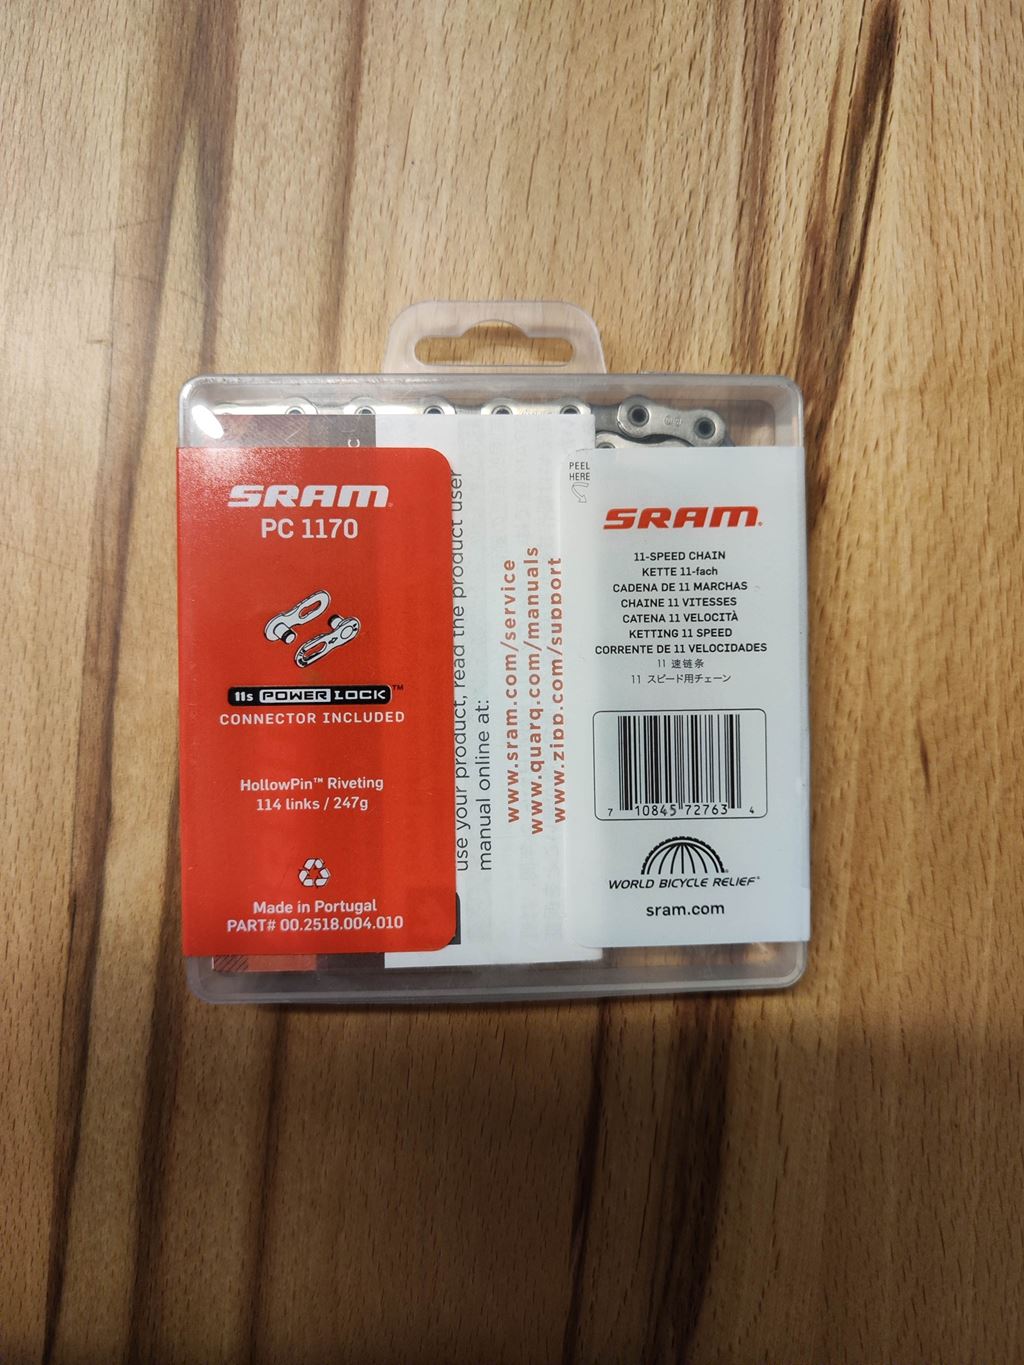 SRAM
PC 1170
11s POWER LOCK™
CONNECTOR INCLUDED
HollowPin™ Riveting
114 links / 247g
Made in Portugal
PART# 00.2518.004.010
use your product, read the product user
manual online at:
www.sram.com/service
www.quarq.com/manuals
www.zipp.com/support
PEEL
HERE
SRAM
11-SPEED CHAIN
KETTE 11-fach
CADENA DE 11 MARCHAS
CHAINE 11 VITESSES
CATENA 11 VELOCITÀ
KETTING 11 SPEED
CORRENTE DE 11 VELOCIDADES
11 速链条
11 スピード用チェーン
7 10845 72763 4
WORLD BICYCLE RELIEF®
sram.com